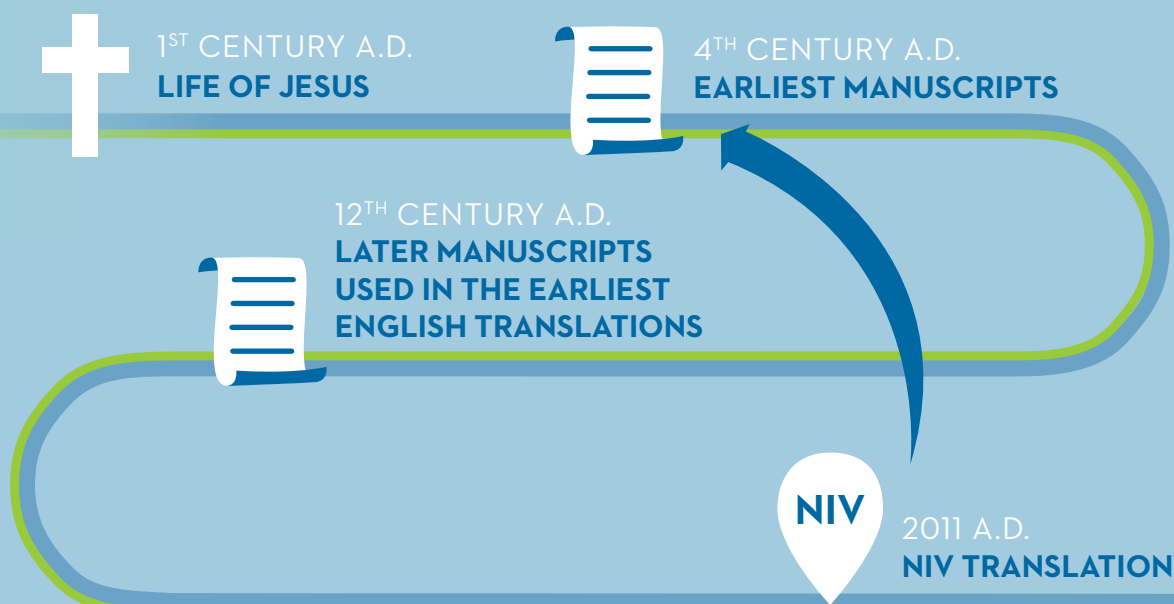 1ST CENTURY A.D.
LIFE OF JESUS
4TH CENTURY A.D.
EARLIEST MANUSCRIPTS
12TH CENTURY A.D.
LATER MANUSCRIPTS
USED IN THE EARLIEST
ENGLISH TRANSLATIONS
NIV
2011 A.D.
NIV TRANSLATION